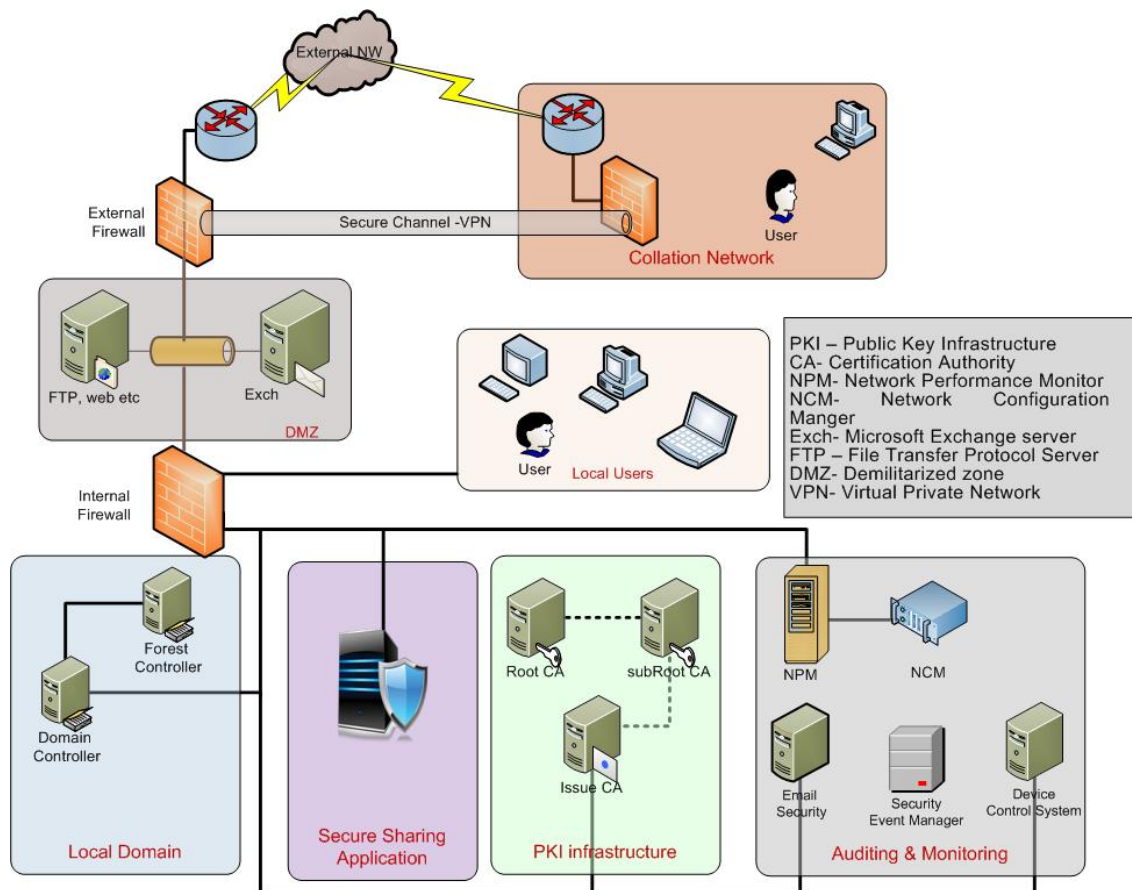 External NW
External
Firewall
Secure Channel -VPN
User
Collation Network
FTP, web etc
Exch
DMZ
User
Local Users
PKI – Public Key Infrastructure
CA- Certification Authority
NPM- Network Performance Monitor
NCM- Network Configuration
Manger
Exch- Microsoft Exchange server
FTP – File Transfer Protocol Server
DMZ- Demilitarized zone
VPN- Virtual Private Network
Internal
Firewall
Forest
Controller
Domain
Controller
Local Domain
Secure Sharing
Application
Root CA
subRoot CA
Issue CA
PKI infrastructure
NPM
NCM
Email
Security
Security
Event Manager
Device
Control System
Auditing & Monitoring